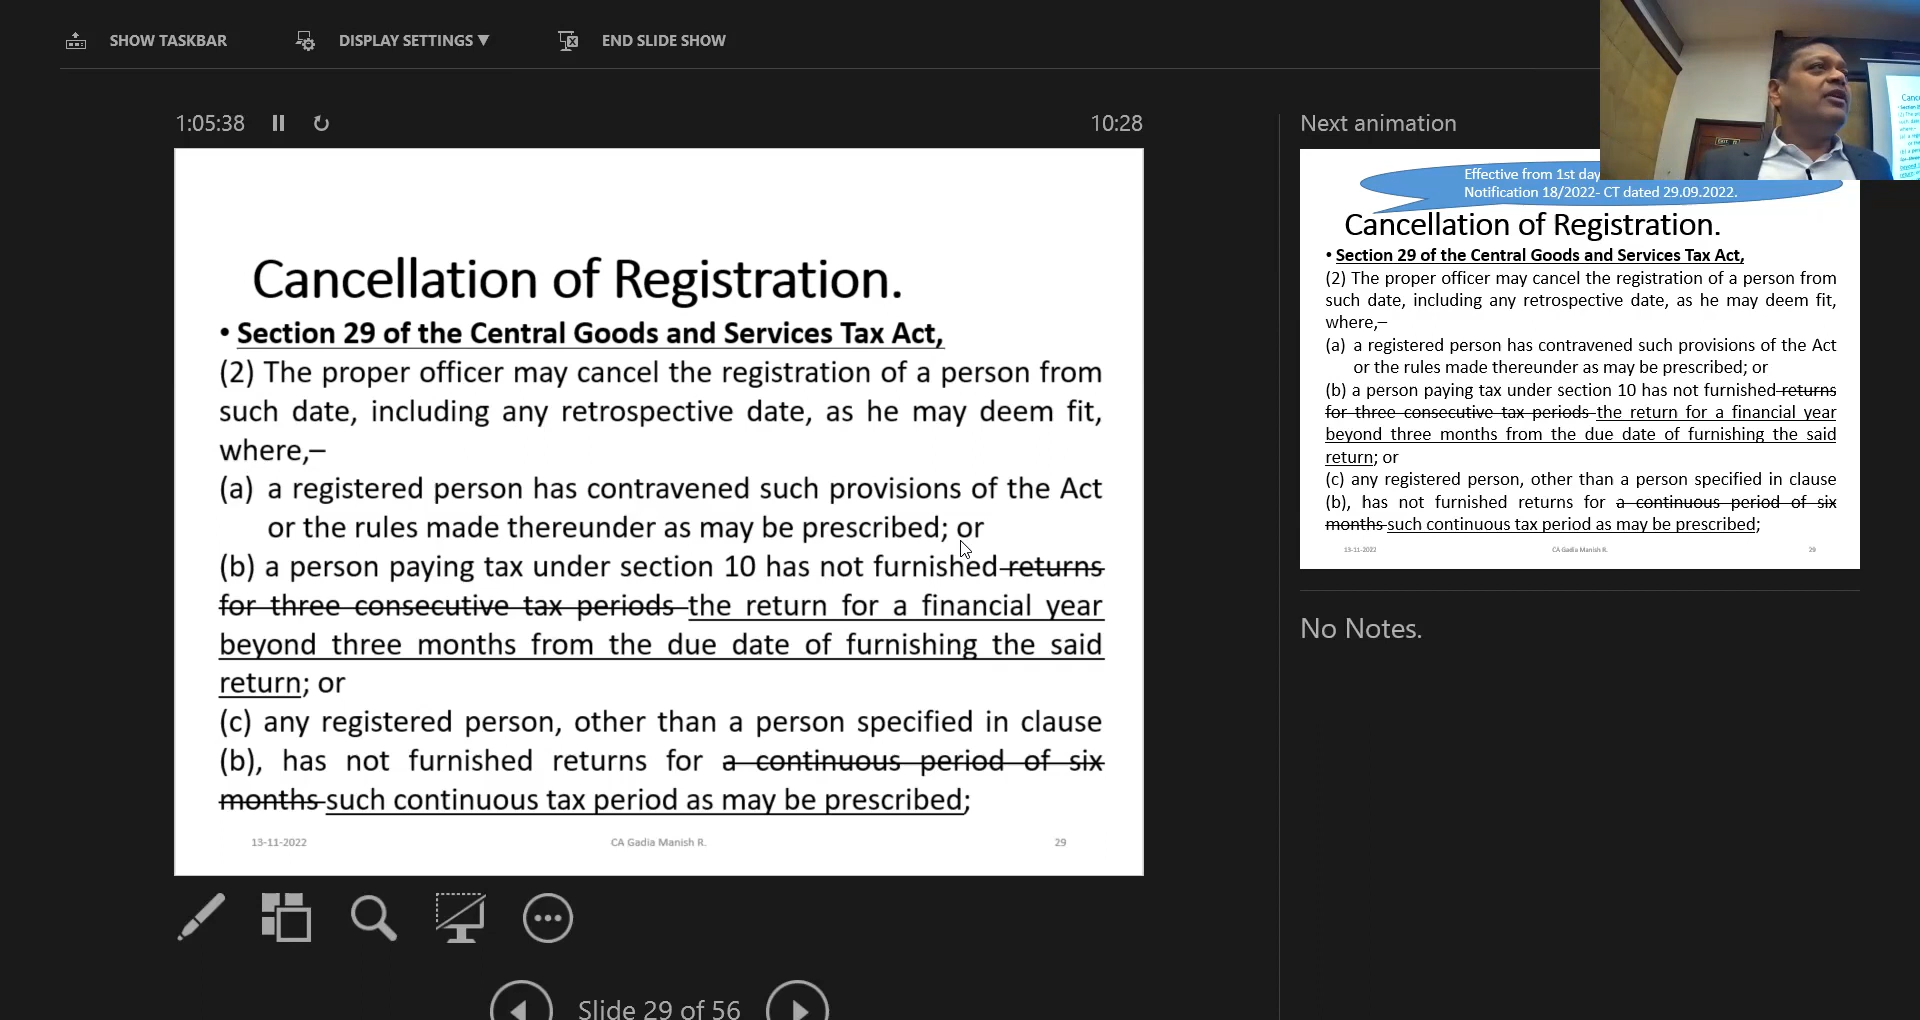 SHOW TASKBAR
DISPLAY SETTINGS ▼
END SLIDE SHOW
1:05:38
10:28
Cancellation of Registration.
• Section 29 of the Central Goods and Services Tax Act,
(2) The proper officer may cancel the registration of a person from
such date, including any retrospective date, as he may deem fit,
where,–
(a) a registered person has contravened such provisions of the Act
or the rules made thereunder as may be prescribed; or
(b) a person paying tax under section 10 has not furnished returns
for three consecutive tax periods the return for a financial year
beyond three months from the due date of furnishing the said
return; or
(c) any registered person, other than a person specified in clause
(b), has not furnished returns for a continuous period of six
months such continuous tax period as may be prescribed;
13-11-2022
CA Gadia Manish R.
29
Slide 29 of 56
Next animation
Effective from 1st day
Notification 18/2022- CT dated 29.09.2022.
Cancellation of Registration.
• Section 29 of the Central Goods and Services Tax Act,
(2) The proper officer may cancel the registration of a person from
such date, including any retrospective date, as he may deem fit,
where,–
(a) a registered person has contravened such provisions of the Act
or the rules made thereunder as may be prescribed; or
(b) a person paying tax under section 10 has not furnished returns
for three consecutive tax periods the return for a financial year
beyond three months from the due date of furnishing the said
return; or
(c) any registered person, other than a person specified in clause
(b), has not furnished returns for a continuous period of six
months such continuous tax period as may be prescribed;
13-11-2022
CA Gadia Manish R.
29
No Notes.